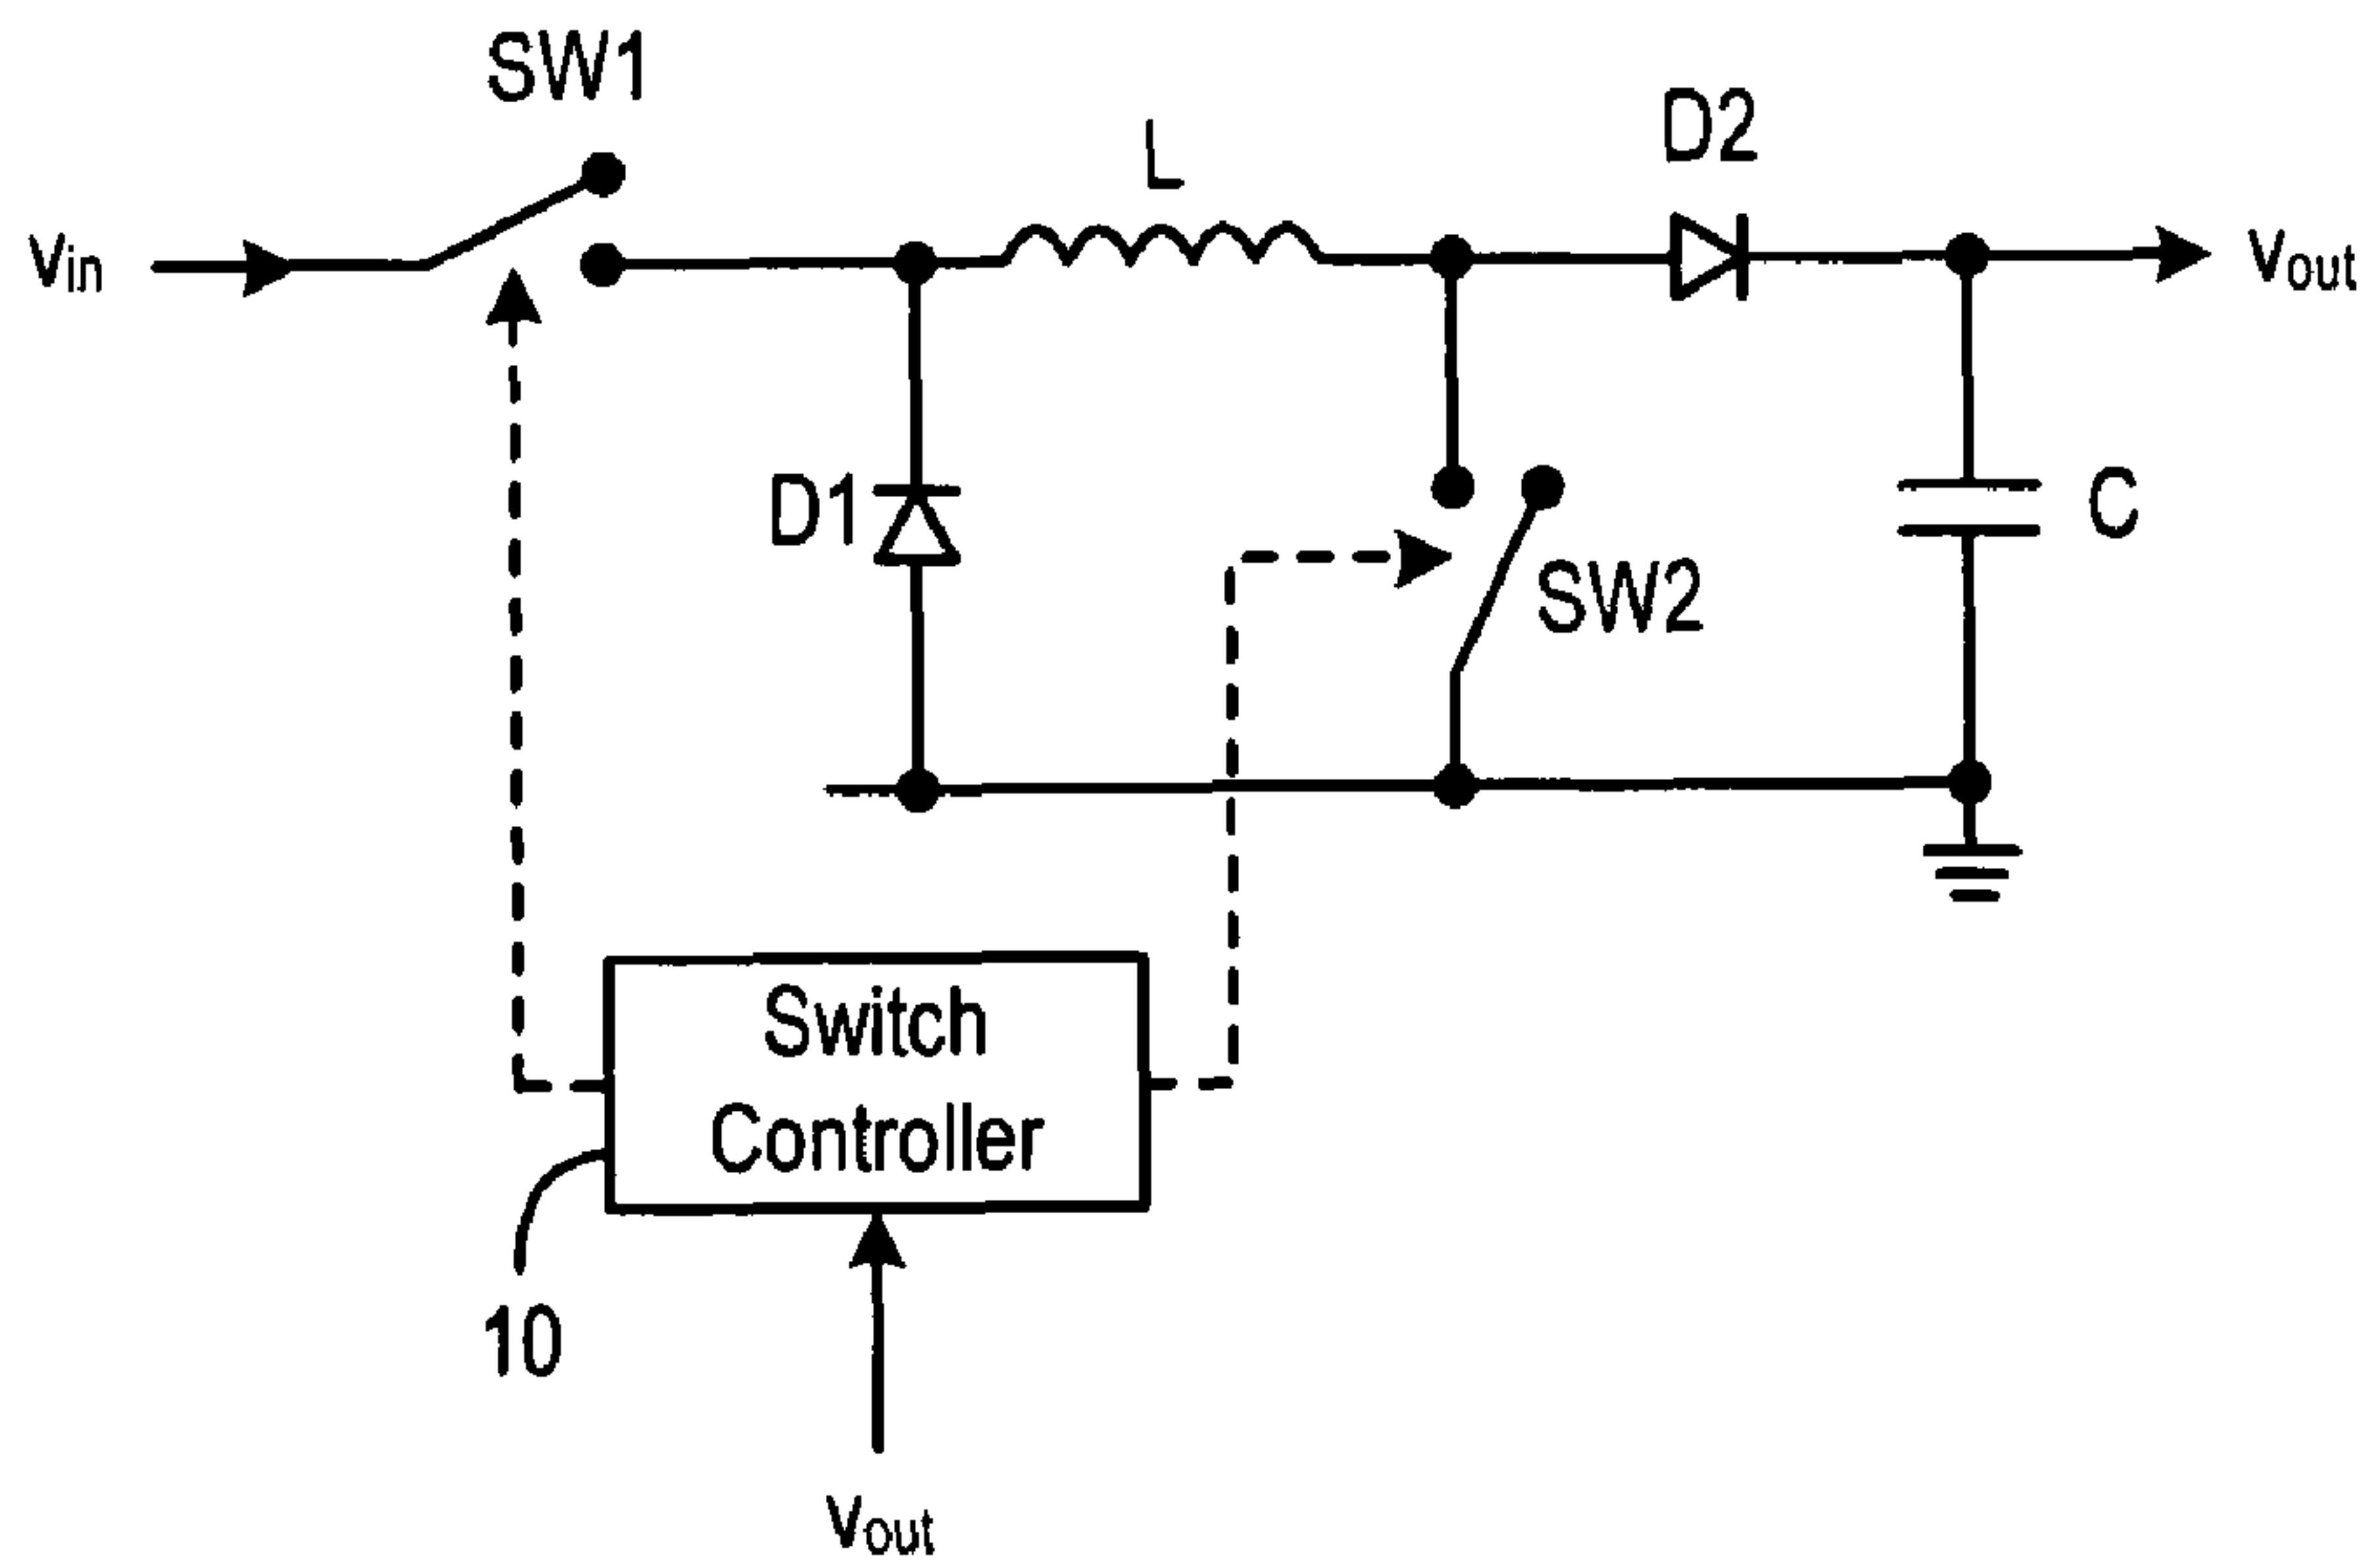 SW1
L
D2
Vin
Vout
D1
C
SW2
Switch
Controller
10
Vout